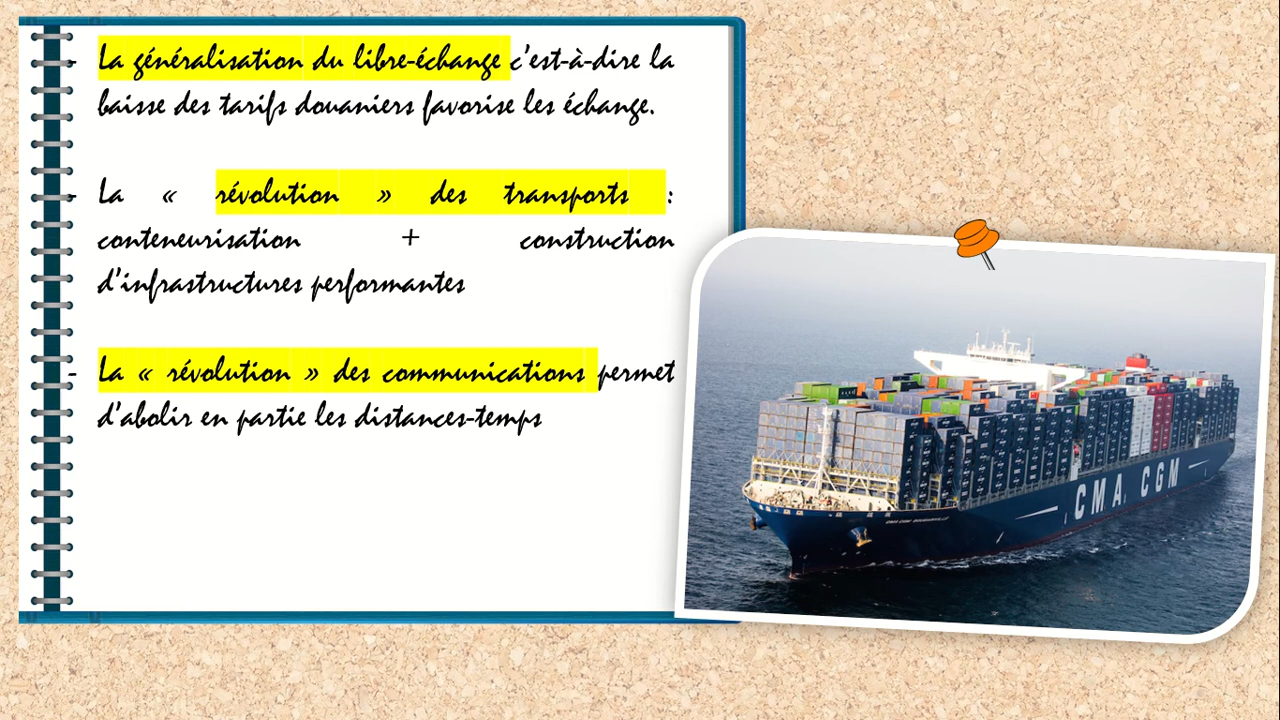 - La généralisation du libre-échange c'est-à-dire la
baisse des tarifs douaniers favorise les échange.
- La « révolution » des transports :
conteneurisation + construction
d'infrastructures performantes
- La « révolution » des communications permet
d'abolir en partie les distances-temps
CMA CGM